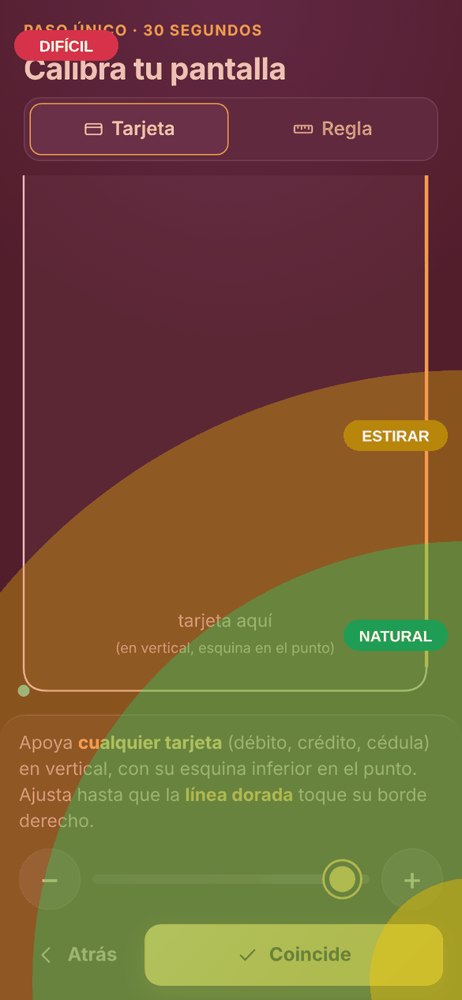 PASO ÚNICO · 30 SEGUNDOS
DIFÍCIL
Calibra tu pantalla
Tarjeta
Regla
ESTIRAR
tarjeta aquí
NATURAL
(en vertical, esquina en el punto)
Apoya cualquier tarjeta (débito, crédito, cédula)
en vertical, con su esquina inferior en el punto.
Ajusta hasta que la línea dorada toque su borde
derecho.
Atrás
Coincide